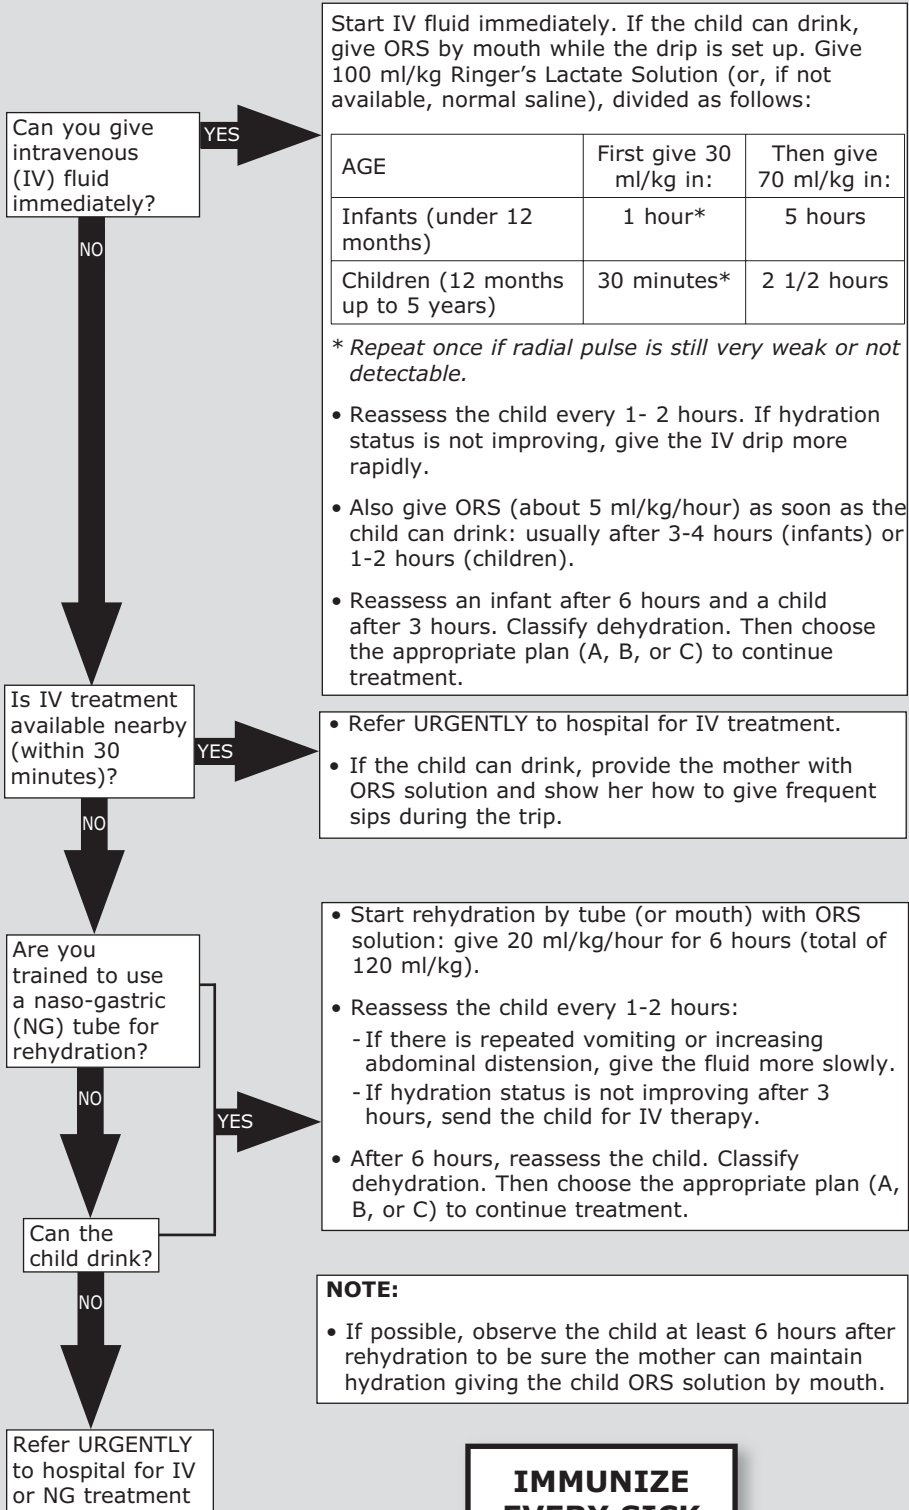 Can you give
intravenous
(IV) fluid
immediately?
YES
Start IV fluid immediately. If the child can drink,
give ORS by mouth while the drip is set up. Give
100 ml/kg Ringer's Lactate Solution (or, if not
available, normal saline), divided as follows:
AGE
First give 30
ml/kg in:
Then give
70 ml/kg in:
Infants (under 12
months)
1 hour*
5 hours
Children (12 months
up to 5 years)
30 minutes*
2 1/2 hours
* Repeat once if radial pulse is still very weak or not
detectable.
• Reassess the child every 1- 2 hours. If hydration
status is not improving, give the IV drip more
rapidly.
• Also give ORS (about 5 ml/kg/hour) as soon as the
child can drink: usually after 3-4 hours (infants) or
1-2 hours (children).
• Reassess an infant after 6 hours and a child
after 3 hours. Classify dehydration. Then choose
the appropriate plan (A, B, or C) to continue
treatment.
NO
Is IV treatment
available nearby
(within 30
minutes)?
YES
• Refer URGENTLY to hospital for IV treatment.
• If the child can drink, provide the mother with
ORS solution and show her how to give frequent
sips during the trip.
NO
Are you
trained to use
a naso-gastric
(NG) tube for
rehydration?
NO
YES
• Start rehydration by tube (or mouth) with ORS
solution: give 20 ml/kg/hour for 6 hours (total of
120 ml/kg).
• Reassess the child every 1-2 hours:
- If there is repeated vomiting or increasing
abdominal distension, give the fluid more slowly.
- If hydration status is not improving after 3
hours, send the child for IV therapy.
• After 6 hours, reassess the child. Classify
dehydration. Then choose the appropriate plan (A,
B, or C) to continue treatment.
Can the
child drink?
NO
NOTE:
• If possible, observe the child at least 6 hours after
rehydration to be sure the mother can maintain
hydration giving the child ORS solution by mouth.
Refer URGENTLY
to hospital for IV
or NG treatment
IMMUNIZE
EVERY SICK